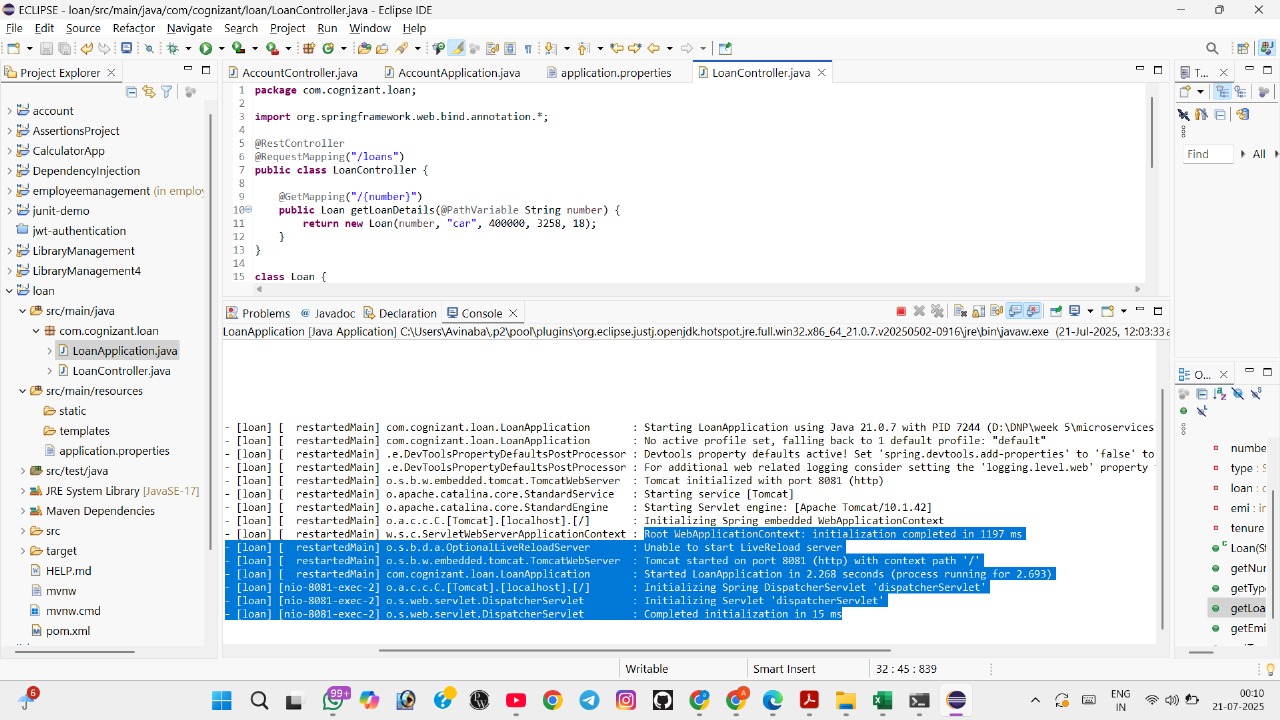 ECLIPSE - loan/src/main/java/com/cognizant/loan/LoanController.java - Eclipse IDE
File Edit Source Refactor Navigate Search Project Run Window Help
Project Explorer
account
AssertionsProject
CalculatorApp
DependencyInjection
employeemanagement (in employ
junit-demo
jwt-authentication
LibraryManagement
LibraryManagement4
loan
src/main/java
com.cognizant.loan
LoanApplication.java
LoanController.java
src/main/resources
static
templates
application.properties
src/test/java
JRE System Library [JavaSE-17]
Maven Dependencies
src
target
HELP.md
mvnw
mvnw.cmd
pom.xml
AccountController.java AccountApplication.java application.properties LoanController.java
1 package com.cognizant.loan;
2
3 import org.springframework.web.bind.annotation.*;
4
5 @RestController
6 @RequestMapping("/loans")
7 public class LoanController {
8
9 @GetMapping("/{number}")
10 public Loan getLoanDetails(@PathVariable String number) {
11 return new Loan(number, "car", 400000, 3258, 18);
12 }
13 }
14
15 class Loan {
Problems Javadoc Declaration Console
LoanApplication [Java Application] C:\Users\Avinaba\.p2\pool\plugins\org.eclipse.justj.openjdk.hotspot.jre.full.win32.x86_64_21.0.7.v20250502-0916\jre\bin\javaw.exe (21-Jul-2025, 12:03:33 a
- [loan] [ restartedMain] com.cognizant.loan.LoanApplication : Starting LoanApplication using Java 21.0.7 with PID 7244 (D:\DNP\week 5\microservices
- [loan] [ restartedMain] com.cognizant.loan.LoanApplication : No active profile set, falling back to 1 default profile: "default"
- [loan] [ restartedMain] .e.DevToolsPropertyDefaultsPostProcessor : Devtools property defaults active! Set 'spring.devtools.add-properties' to 'false' to
- [loan] [ restartedMain] .e.DevToolsPropertyDefaultsPostProcessor : For additional web related logging consider setting the 'logging.level.web' property
- [loan] [ restartedMain] o.s.b.w.embedded.tomcat.TomcatWebServer : Tomcat initialized with port 8081 (http)
- [loan] [ restartedMain] o.apache.catalina.core.StandardService : Starting service [Tomcat]
- [loan] [ restartedMain] o.apache.catalina.core.StandardEngine : Starting Servlet engine: [Apache Tomcat/10.1.42]
- [loan] [ restartedMain] o.a.c.c.C.[Tomcat].[localhost].[/] : Initializing Spring embedded WebApplicationContext
- [loan] [ restartedMain] w.s.c.ServletWebServerApplicationContext : Root WebApplicationContext: initialization completed in 1197 ms
- [loan] [ restartedMain] o.s.b.d.a.OptionalLiveReloadServer : Unable to start LiveReload server
- [loan] [ restartedMain] o.s.b.w.embedded.tomcat.TomcatWebServer : Tomcat started on port 8081 (http) with context path '/'
- [loan] [ restartedMain] com.cognizant.loan.LoanApplication : Started LoanApplication in 2.268 seconds (process running for 2.693)
- [loan] [nio-8081-exec-2] o.a.c.c.C.[Tomcat].[localhost].[/] : Initializing Spring DispatcherServlet 'dispatcherServlet'
- [loan] [nio-8081-exec-2] o.s.web.servlet.DispatcherServlet : Initializing Servlet 'dispatcherServlet'
- [loan] [nio-8081-exec-2] o.s.web.servlet.DispatcherServlet : Completed initialization in 15 ms
T...
Find All
O...
numbe
type : S
loan : d
emi : in
tenure
Loan(St
getNur
getTyp
getLoa
getEmi
Writable Smart Insert 32 : 45 : 839
6
99+
ENG
IN
00:10
21-07-2025